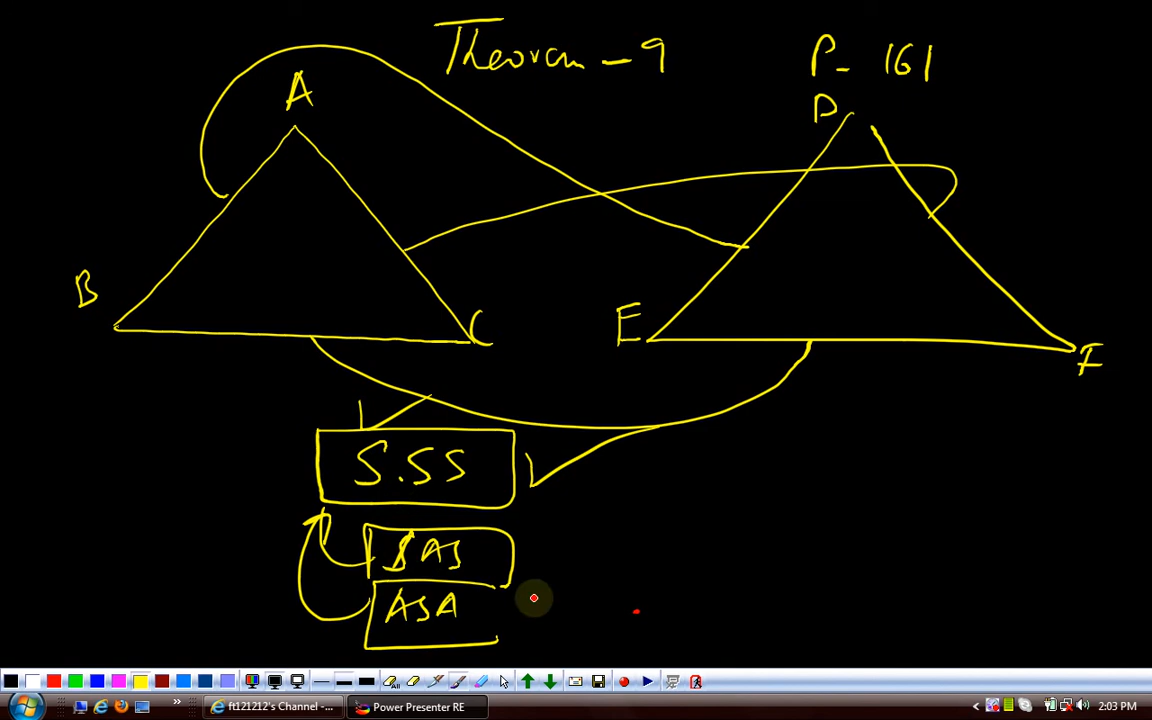 Theorem - 9
P- 161
A
D
B
C
E
F
S.SS
SAS
ASA
ft121212's Channel - ...
Power Presenter RE
2:03 PM